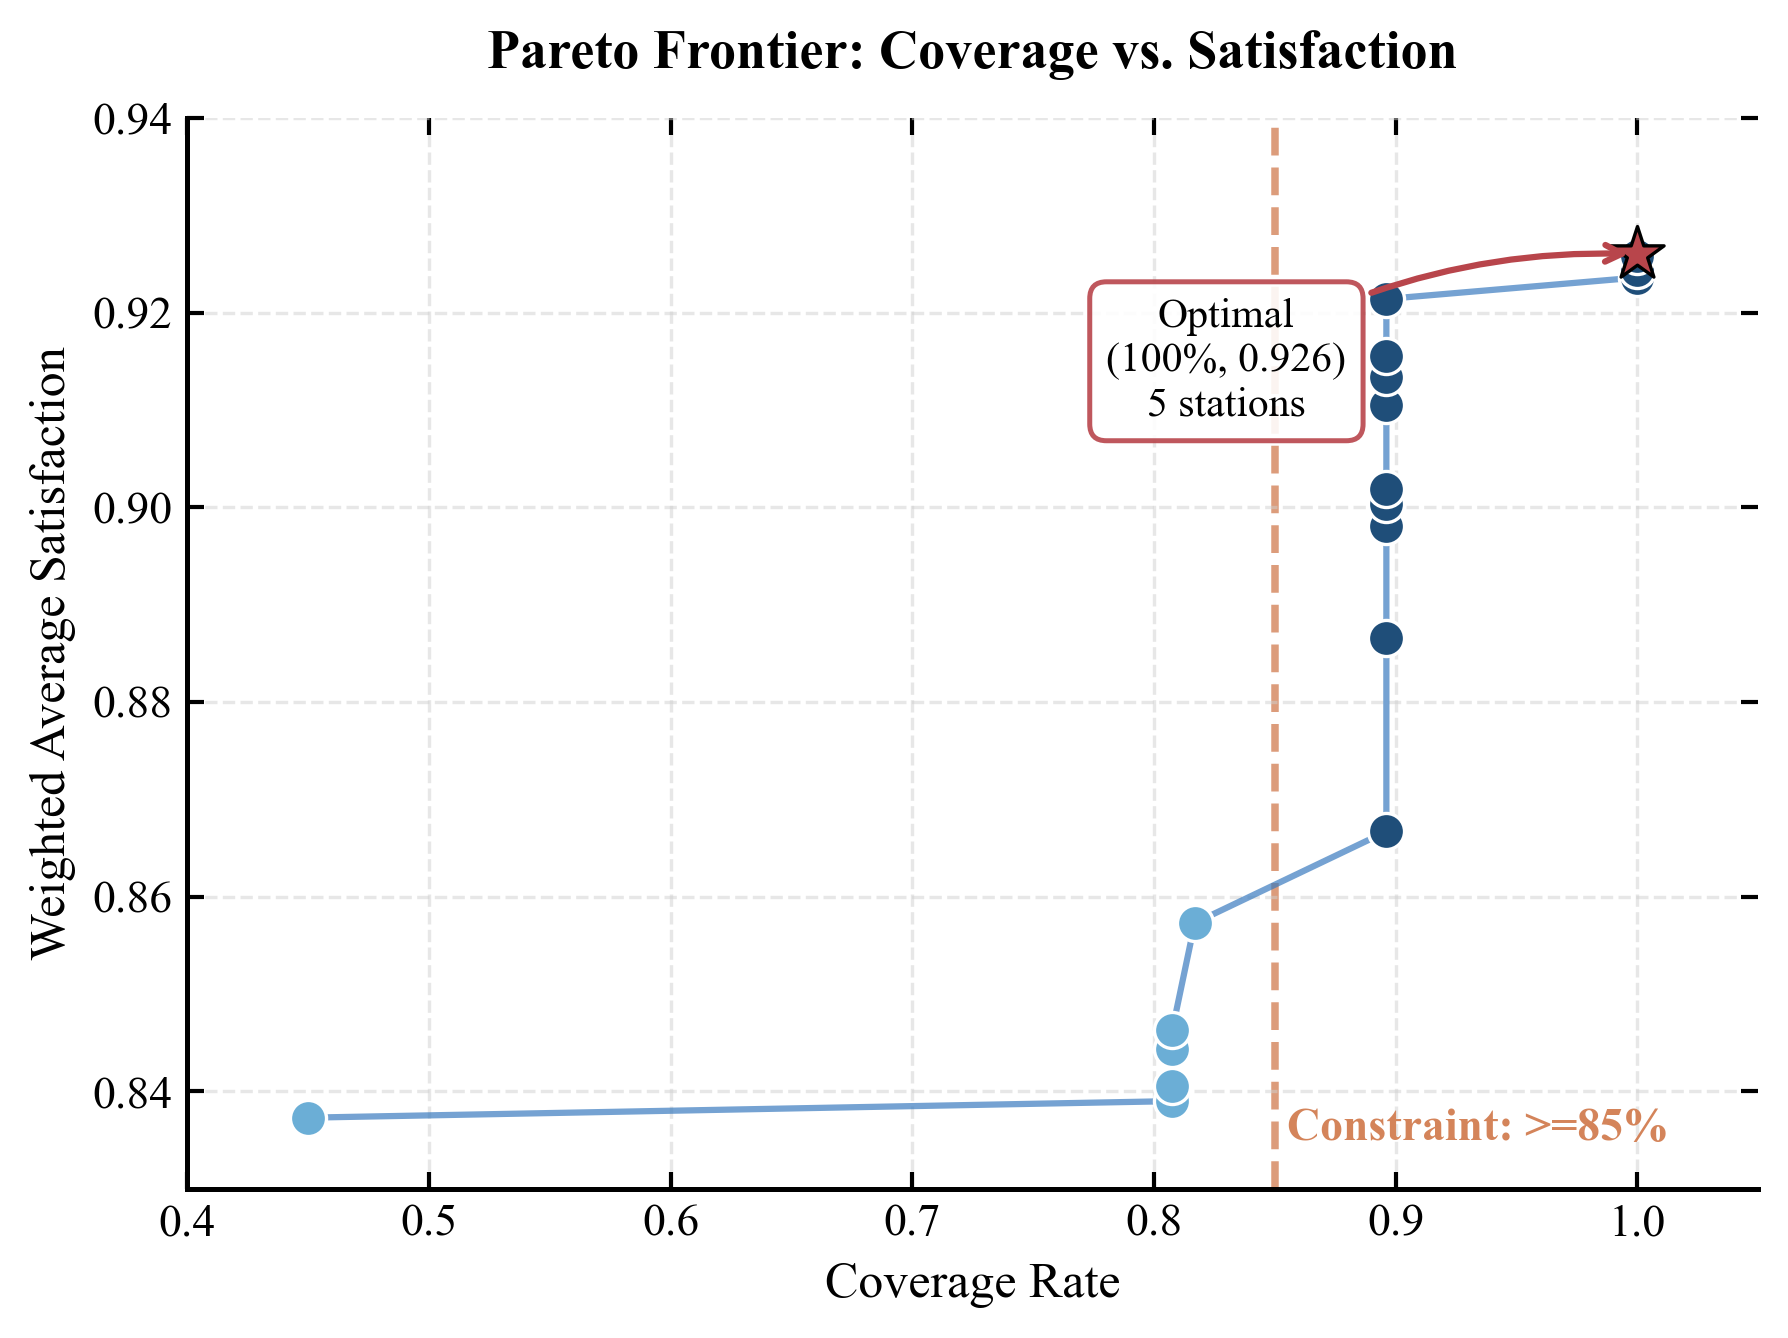 Pareto Frontier: Coverage vs. Satisfaction
0.94
0.92
0.90
0.88
0.86
0.84
Weighted Average Satisfaction
Optimal
(100%, 0.926)
5 stations
Constraint: >=85%
0.4 0.5 0.6 0.7 0.8 0.9 1.0
Coverage Rate